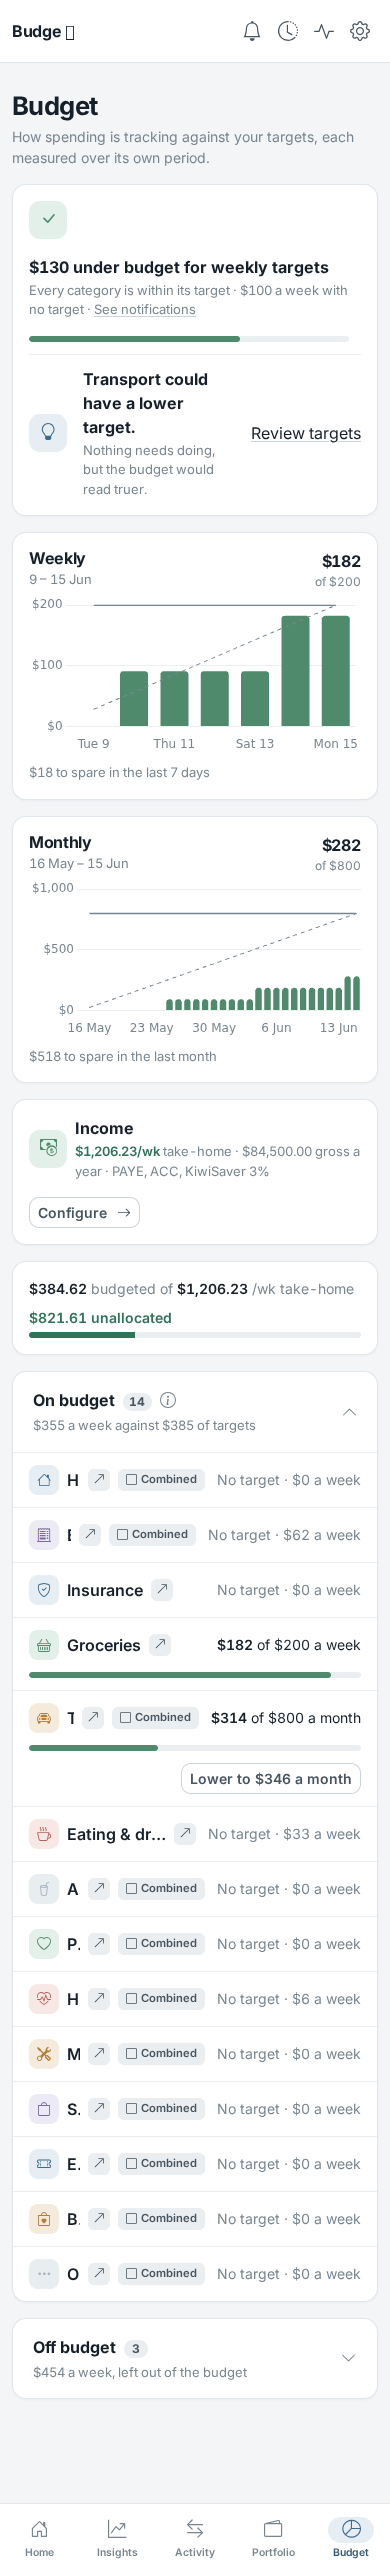 Budge
Budget
How spending is tracking against your targets, each
measured over its own period.
$130 under budget for weekly targets
Every category is within its target · $100 a week with
no target · See notifications
Transport could
have a lower
target.
Nothing needs doing,
but the budget would
read truer.
Review targets
Weekly
$182
9 – 15 Jun
of $200
$200
$100
$0
Tue 9 Thu 11 Sat 13 Mon 15
$18 to spare in the last 7 days
Monthly
$282
16 May – 15 Jun
of $800
$1,000
$500
$0
16 May 23 May 30 May 6 Jun 13 Jun
$518 to spare in the last month
Income
$1,206.23/wk take-home · $84,500.00 gross a
year · PAYE, ACC, KiwiSaver 3%
Configure →
$384.62 budgeted of $1,206.23 /wk take-home
$821.61 unallocated
On budget 14
$355 a week against $385 of targets
H Combined No target · $0 a week
Combined No target · $62 a week
Insurance No target · $0 a week
Groceries $182 of $200 a week
T Combined $314 of $800 a month
Lower to $346 a month
Eating & dr... No target · $33 a week
A Combined No target · $0 a week
P. Combined No target · $0 a week
H Combined No target · $6 a week
M Combined No target · $0 a week
S. Combined No target · $0 a week
E. Combined No target · $0 a week
B. Combined No target · $0 a week
O Combined No target · $0 a week
Off budget 3
$454 a week, left out of the budget
Home Insights Activity Portfolio Budget